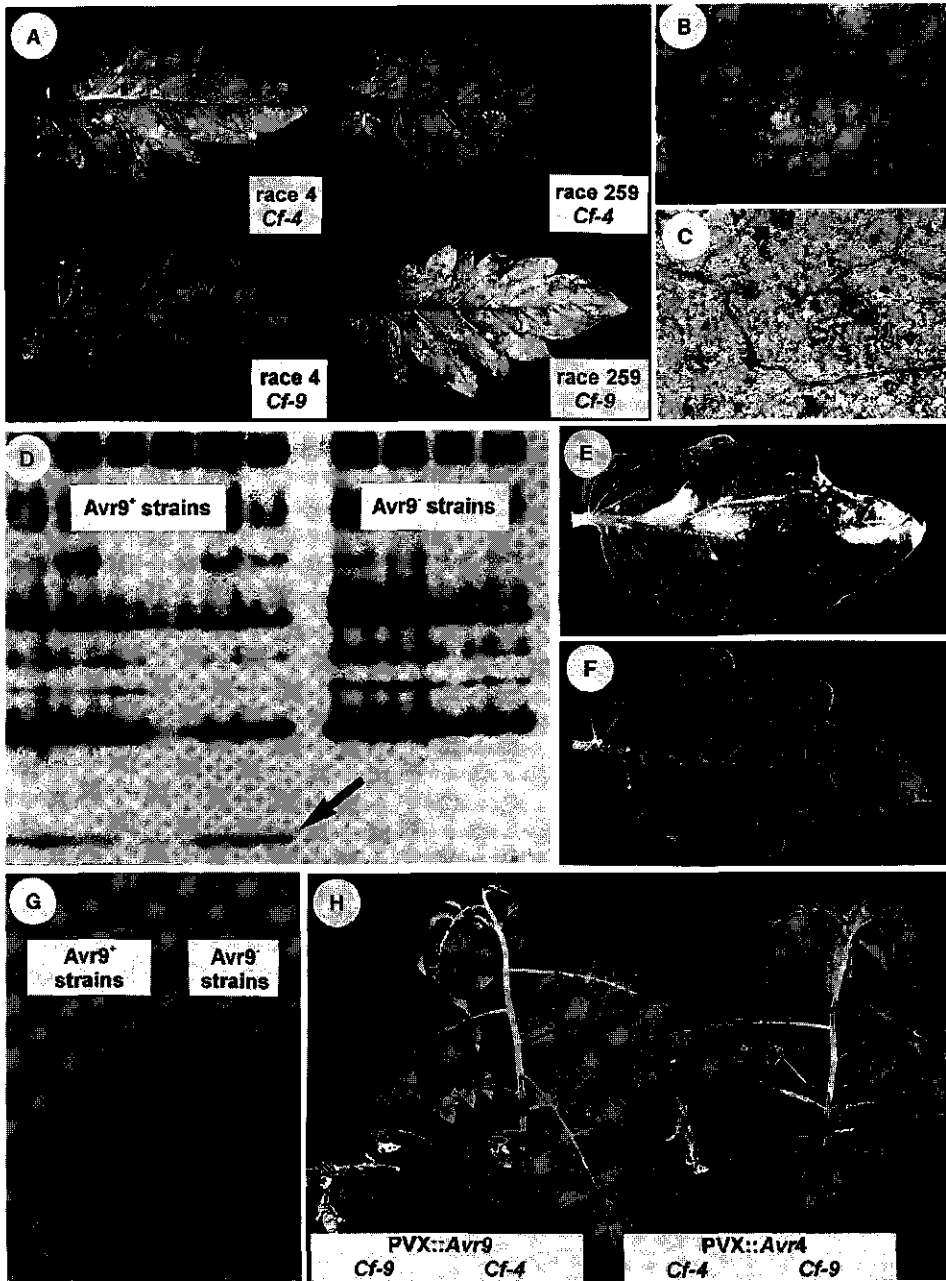 A
B
race 4
Cf-4
race 259
Cf-4
C
race 4
Cf-9
race 259
Cf-9
D
Avr9⁺ strains
Avr9⁻ strains
E
F
G
Avr9⁺
strains
Avr9⁻
strains
H
PVX::Avr9
Cf-9 Cf-4
PVX::Avr4
Cf-4 Cf-9